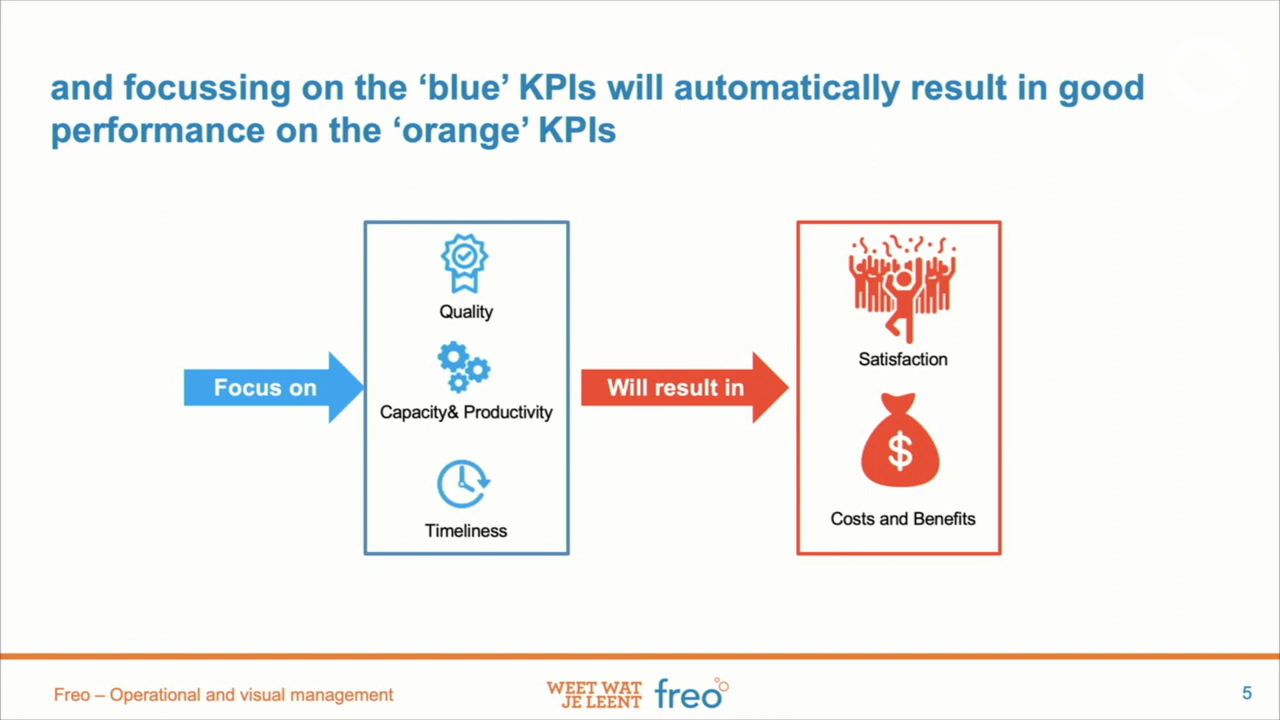 and focussing on the ‘blue’ KPIs will automatically result in good
performance on the ‘orange’ KPIs
Focus on
Quality
Capacity& Productivity
Timeliness
Will result in
Satisfaction
$
Costs and Benefits
Freo – Operational and visual management
WEET WAT
JE LEENT
freo
5